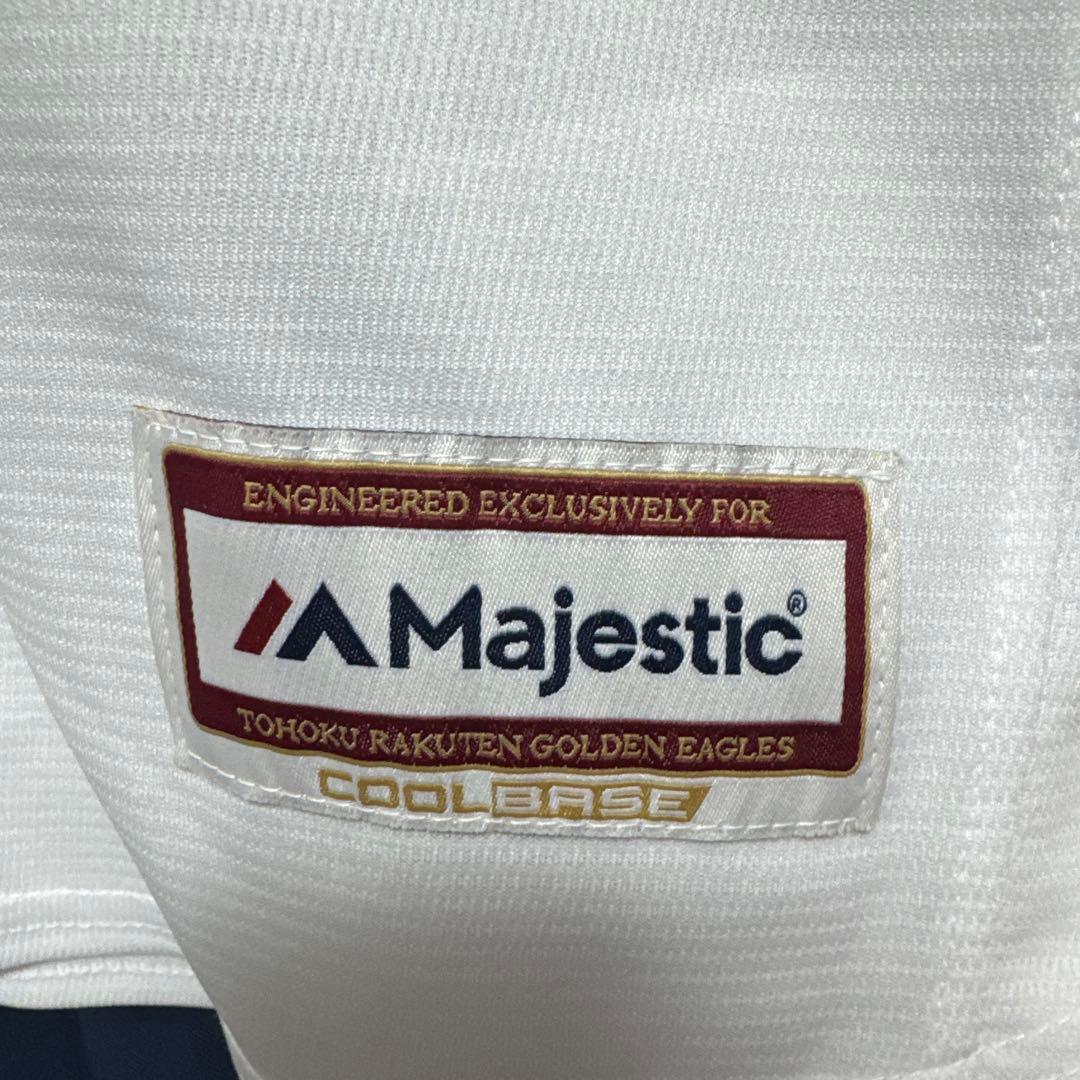 ENGINEERED EXCLUSIVELY FOR
Majestic®
TOHOKU RAKUTEN GOLDEN EAGLES
COOLBASE